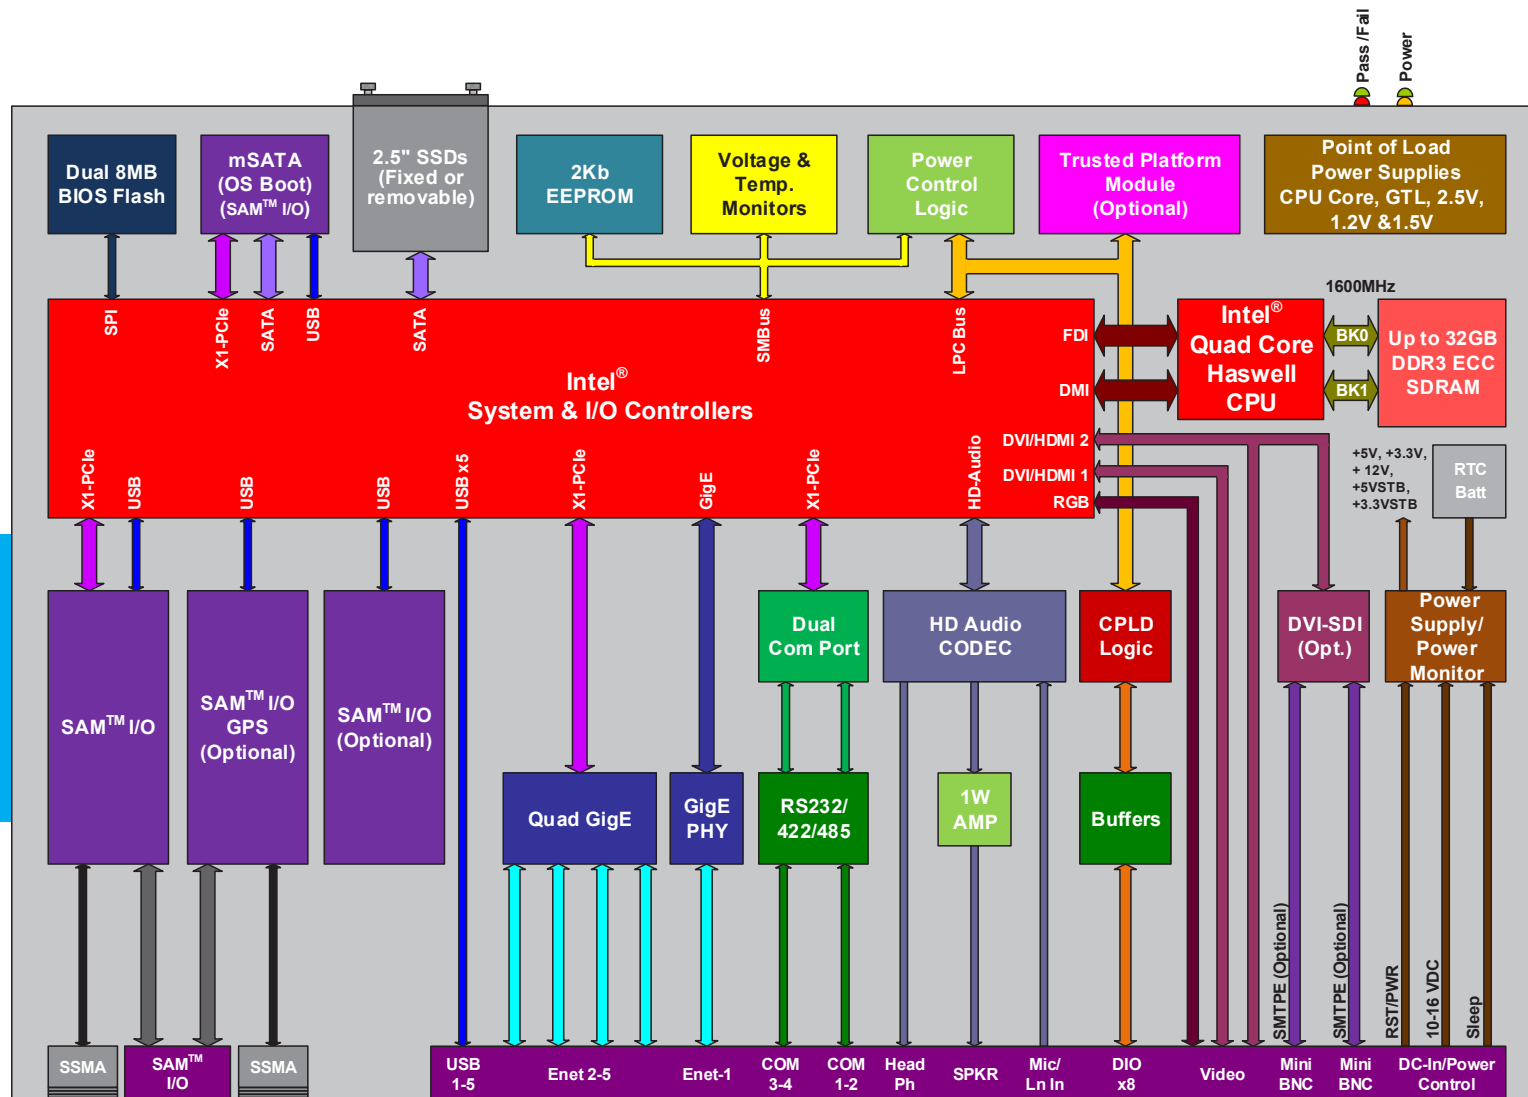 Pass /Fail
Power
Dual 8MB
BIOS Flash
mSATA
(OS Boot)
(SAM™ I/O)
2.5" SSDs
(Fixed or
removable)
2Kb
EEPROM
Voltage &
Temp.
Monitors
Power
Control
Logic
Trusted Platform
Module
(Optional)
Point of Load
Power Supplies
CPU Core, GTL, 2.5V,
1.2V &1.5V
SPI
X1-PCIe
SATA
USB
SATA
SMBus
LPC Bus
FDI
DMI
Intel®
System & I/O Controllers
Intel®
Quad Core
Haswell
CPU
1600MHz
BK0
BK1
Up to 32GB
DDR3 ECC
SDRAM
DVI/HDMI 2
DVI/HDMI 1
RGB
X1-PCIe
USB
USB
USB
USB x5
X1-PCIe
GigE
X1-PCIe
HD-Audio
+5V, +3.3V,
+ 12V,
+5VSTB,
+3.3VSTB
RTC
Batt
SAM™ I/O
SAM™ I/O
GPS
(Optional)
SAM™ I/O
(Optional)
Dual
Com Port
HD Audio
CODEC
CPLD
Logic
DVI-SDI
(Opt.)
Power
Supply/
Power
Monitor
Quad GigE
GigE
PHY
RS232/
422/485
1W
AMP
Buffers
SMTPE (Optional)
SMTPE (Optional)
RST/PWR
10-16 VDC
Sleep
SSMA
SAM™
I/O
SSMA
USB
1-5
Enet 2-5
Enet-1
COM
3-4
COM
1-2
Head
Ph
SPKR
Mic/
Ln In
DIO
x8
Video
Mini
BNC
Mini
BNC
DC-In/Power
Control